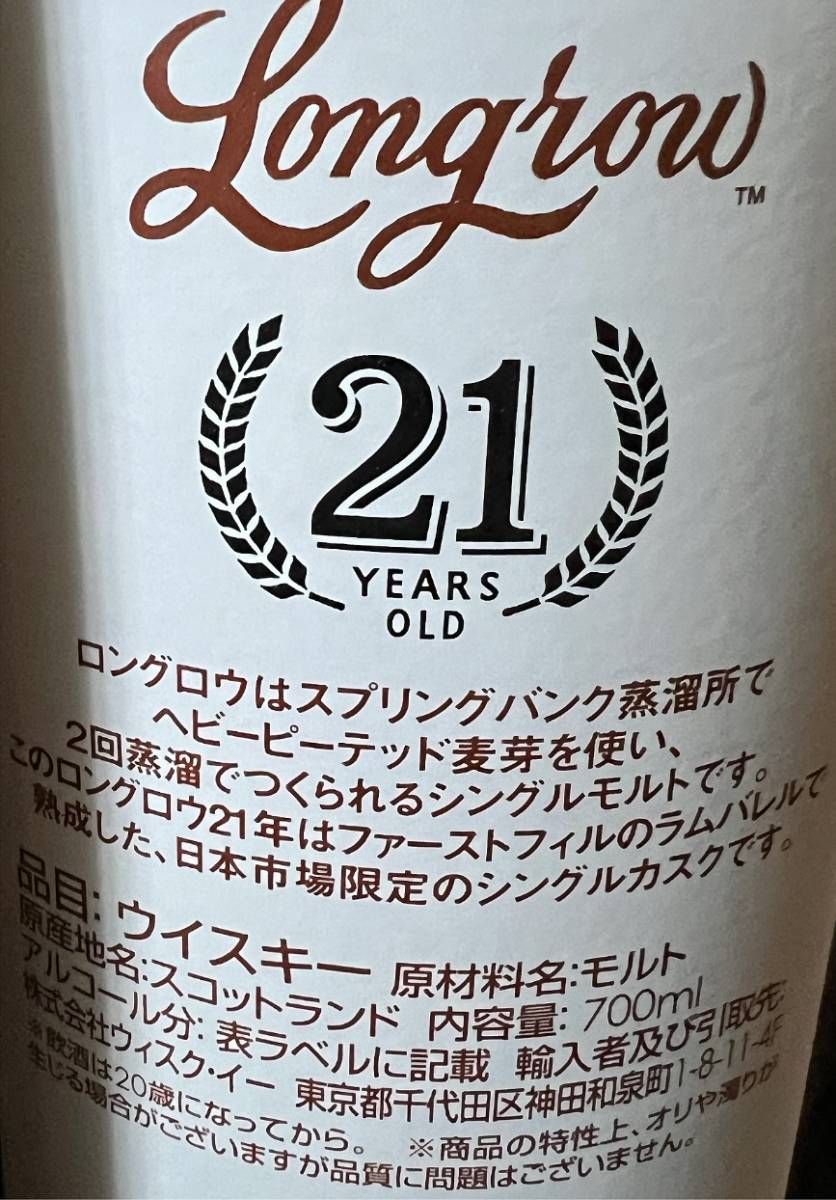 Longrow
TM
21
YEARS
OLD
ロングロウはスプリングバンク蒸溜所で
ヘビーピーテッド麦芽を使い、
2回蒸溜でつくられるシングルモルトです。
このロングロウ21年はファーストフィルのラムバレルで
熟成した、日本市場限定のシングルカスクです。
品目: ウイスキー 原材料名:モルト
原産地名:スコットランド 内容量: 700ml
アルコール分: 表ラベルに記載 輸入者及び引取先
株式会社ウィスク・イー 東京都千代田区神田和泉町1-8-11-4F
※飲酒は20歳になってから。 ※商品の特性上、オリや濁りが
生じる場合がございますが品質に問題はございません。